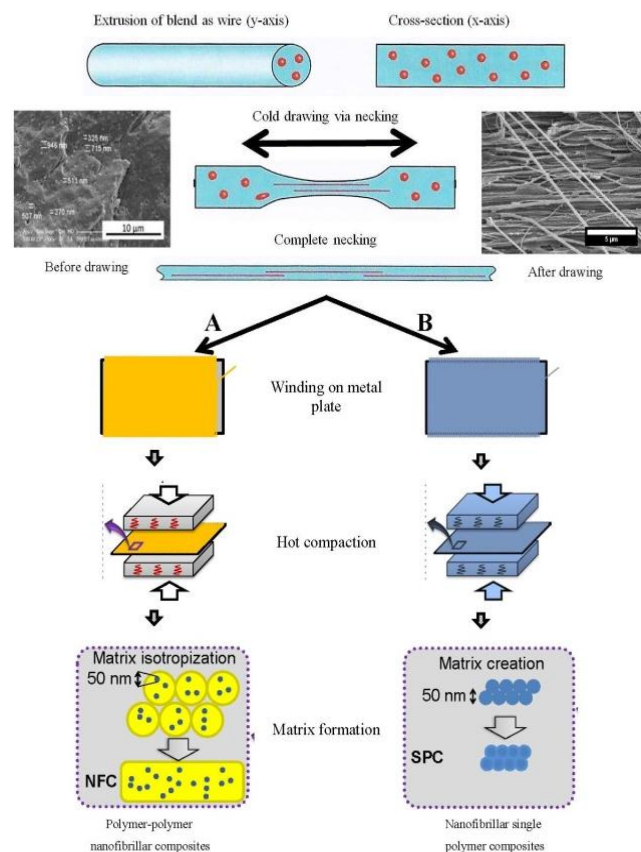 Extrusion of blend as wire (y-axis)
Cross-section (x-axis)
Cold drawing via necking
946 nm
325 nm
715 nm
511 nm
507 nm
270 nm
10 µm
5 µm
Complete necking
Before drawing
After drawing
A
B
Winding on metal
plate
Hot compaction
Matrix isotropization
50 nm
NFC
Matrix formation
Matrix creation
50 nm
SPC
Polymer-polymer
nanofibrillar composites
Nanofibrillar single
polymer composites